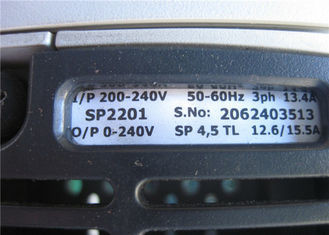 I/P 200-240V 50-60Hz 3ph 13.4A
SP2201 S.No: 2062403513
O/P 0-240V SP 4,5 TL 12.6/15.5A